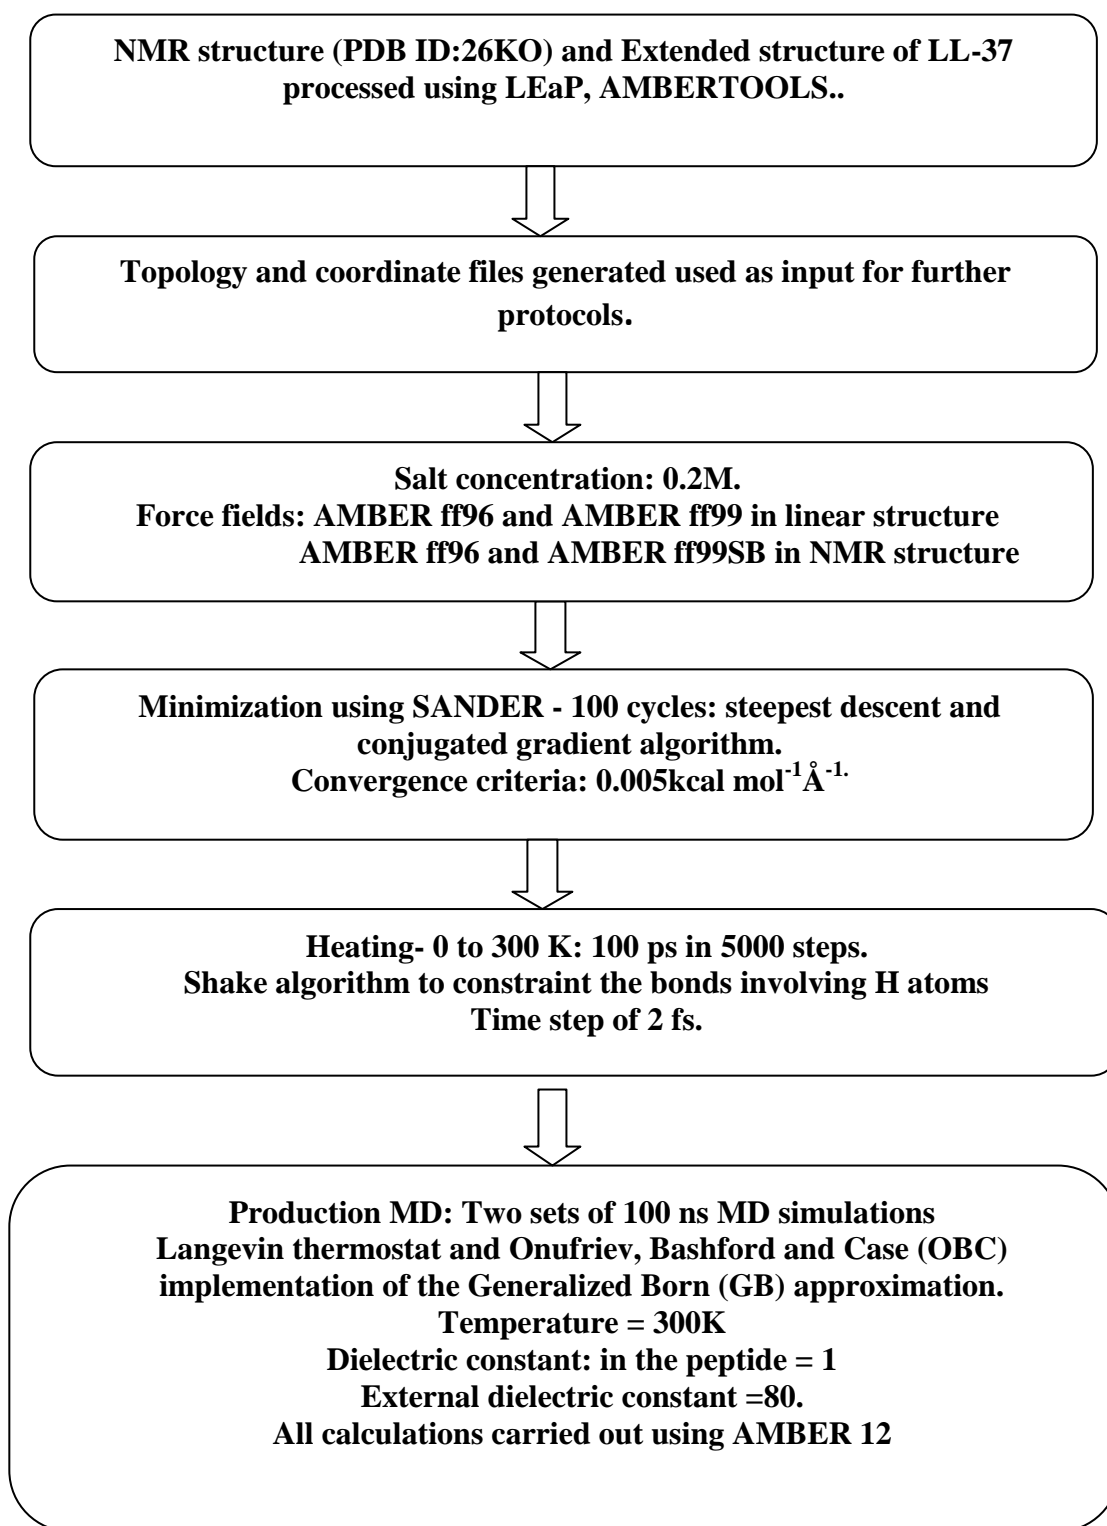 NMR structure (PDB ID:26KO) and Extended structure of LL-37
processed using LEaP, AMBERTOOLS..
Topology and coordinate files generated used as input for further
protocols.
Salt concentration: 0.2M.
Force fields: AMBER ff96 and AMBER ff99 in linear structure
AMBER ff96 and AMBER ff99SB in NMR structure
Minimization using SANDER - 100 cycles: steepest descent and
conjugated gradient algorithm.
Convergence criteria: 0.005kcal mol⁻¹Å⁻¹·
Heating- 0 to 300 K: 100 ps in 5000 steps.
Shake algorithm to constraint the bonds involving H atoms
Time step of 2 fs.
Production MD: Two sets of 100 ns MD simulations
Langevin thermostat and Onufriev, Bashford and Case (OBC)
implementation of the Generalized Born (GB) approximation.
Temperature = 300K
Dielectric constant: in the peptide = 1
External dielectric constant =80.
All calculations carried out using AMBER 12